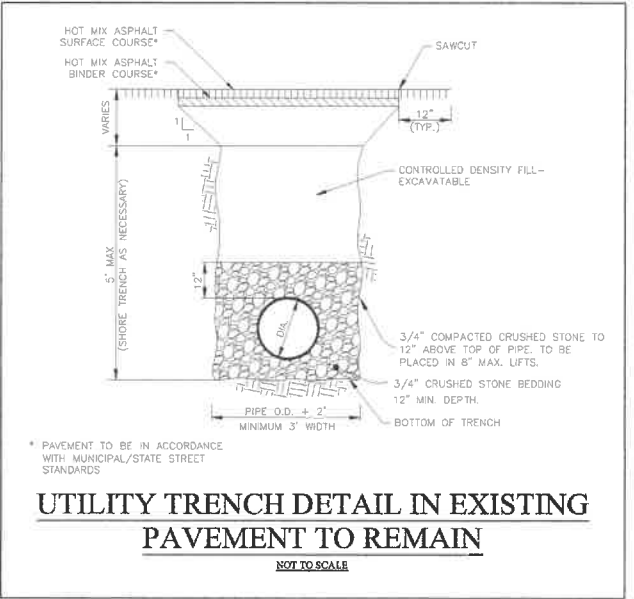 HOT MIX ASPHALT
SURFACE COURSE*
HOT MIX ASPHALT
BINDER COURSE*
SAWCUT
VARIES
1
1
12"
(TYP.)
CONTROLLED DENSITY FILL-
EXCAVATABLE
5' MAX
(SHORE TRENCH AS NECESSARY)
12"
DIA.
3/4" COMPACTED CRUSHED STONE TO
12" ABOVE TOP OF PIPE. TO BE
PLACED IN 8" MAX. LIFTS.
3/4" CRUSHED STONE BEDDING
12" MIN. DEPTH.
PIPE O.D. + 2'
MINIMUM 3' WIDTH
BOTTOM OF TRENCH
* PAVEMENT TO BE IN ACCORDANCE
WITH MUNICIPAL/STATE STREET
STANDARDS
UTILITY TRENCH DETAIL IN EXISTING
PAVEMENT TO REMAIN
NOT TO SCALE